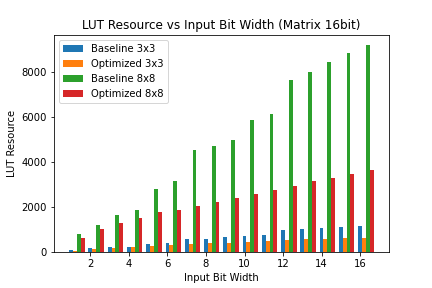 LUT Resource vs Input Bit Width (Matrix 16bit)
Baseline 3x3
Optimized 3x3
Baseline 8x8
Optimized 8x8
LUT Resource
8000
6000
4000
2000
0
2 4 6 8 10 12 14 16
Input Bit Width